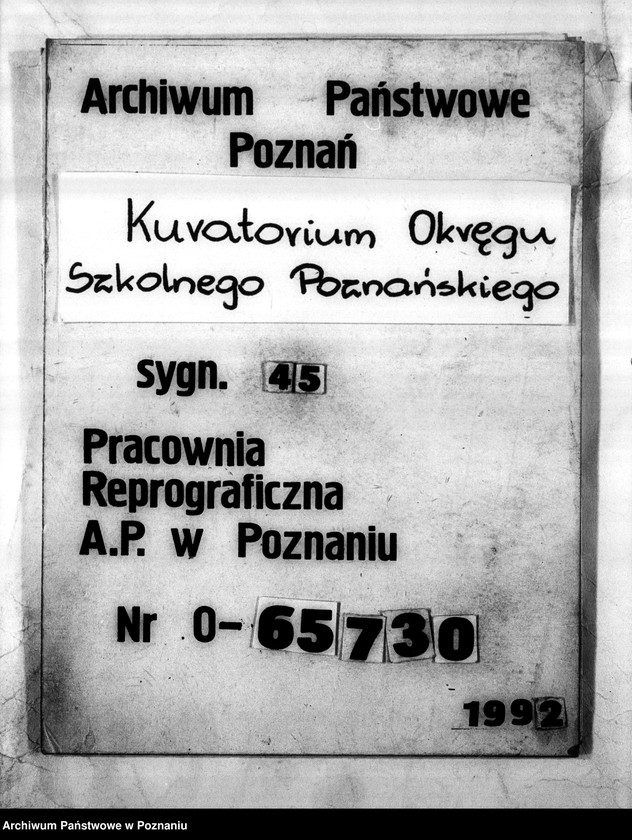 Archiwum Państwowe
Poznań
Kuratorium Okręgu
Szkolnego Poznańskiego
sygn. 45
Pracownia
Reprograficzna
A.P. w Poznaniu
Nr 0-65730
1992
Archiwum Państwowe w Poznaniu